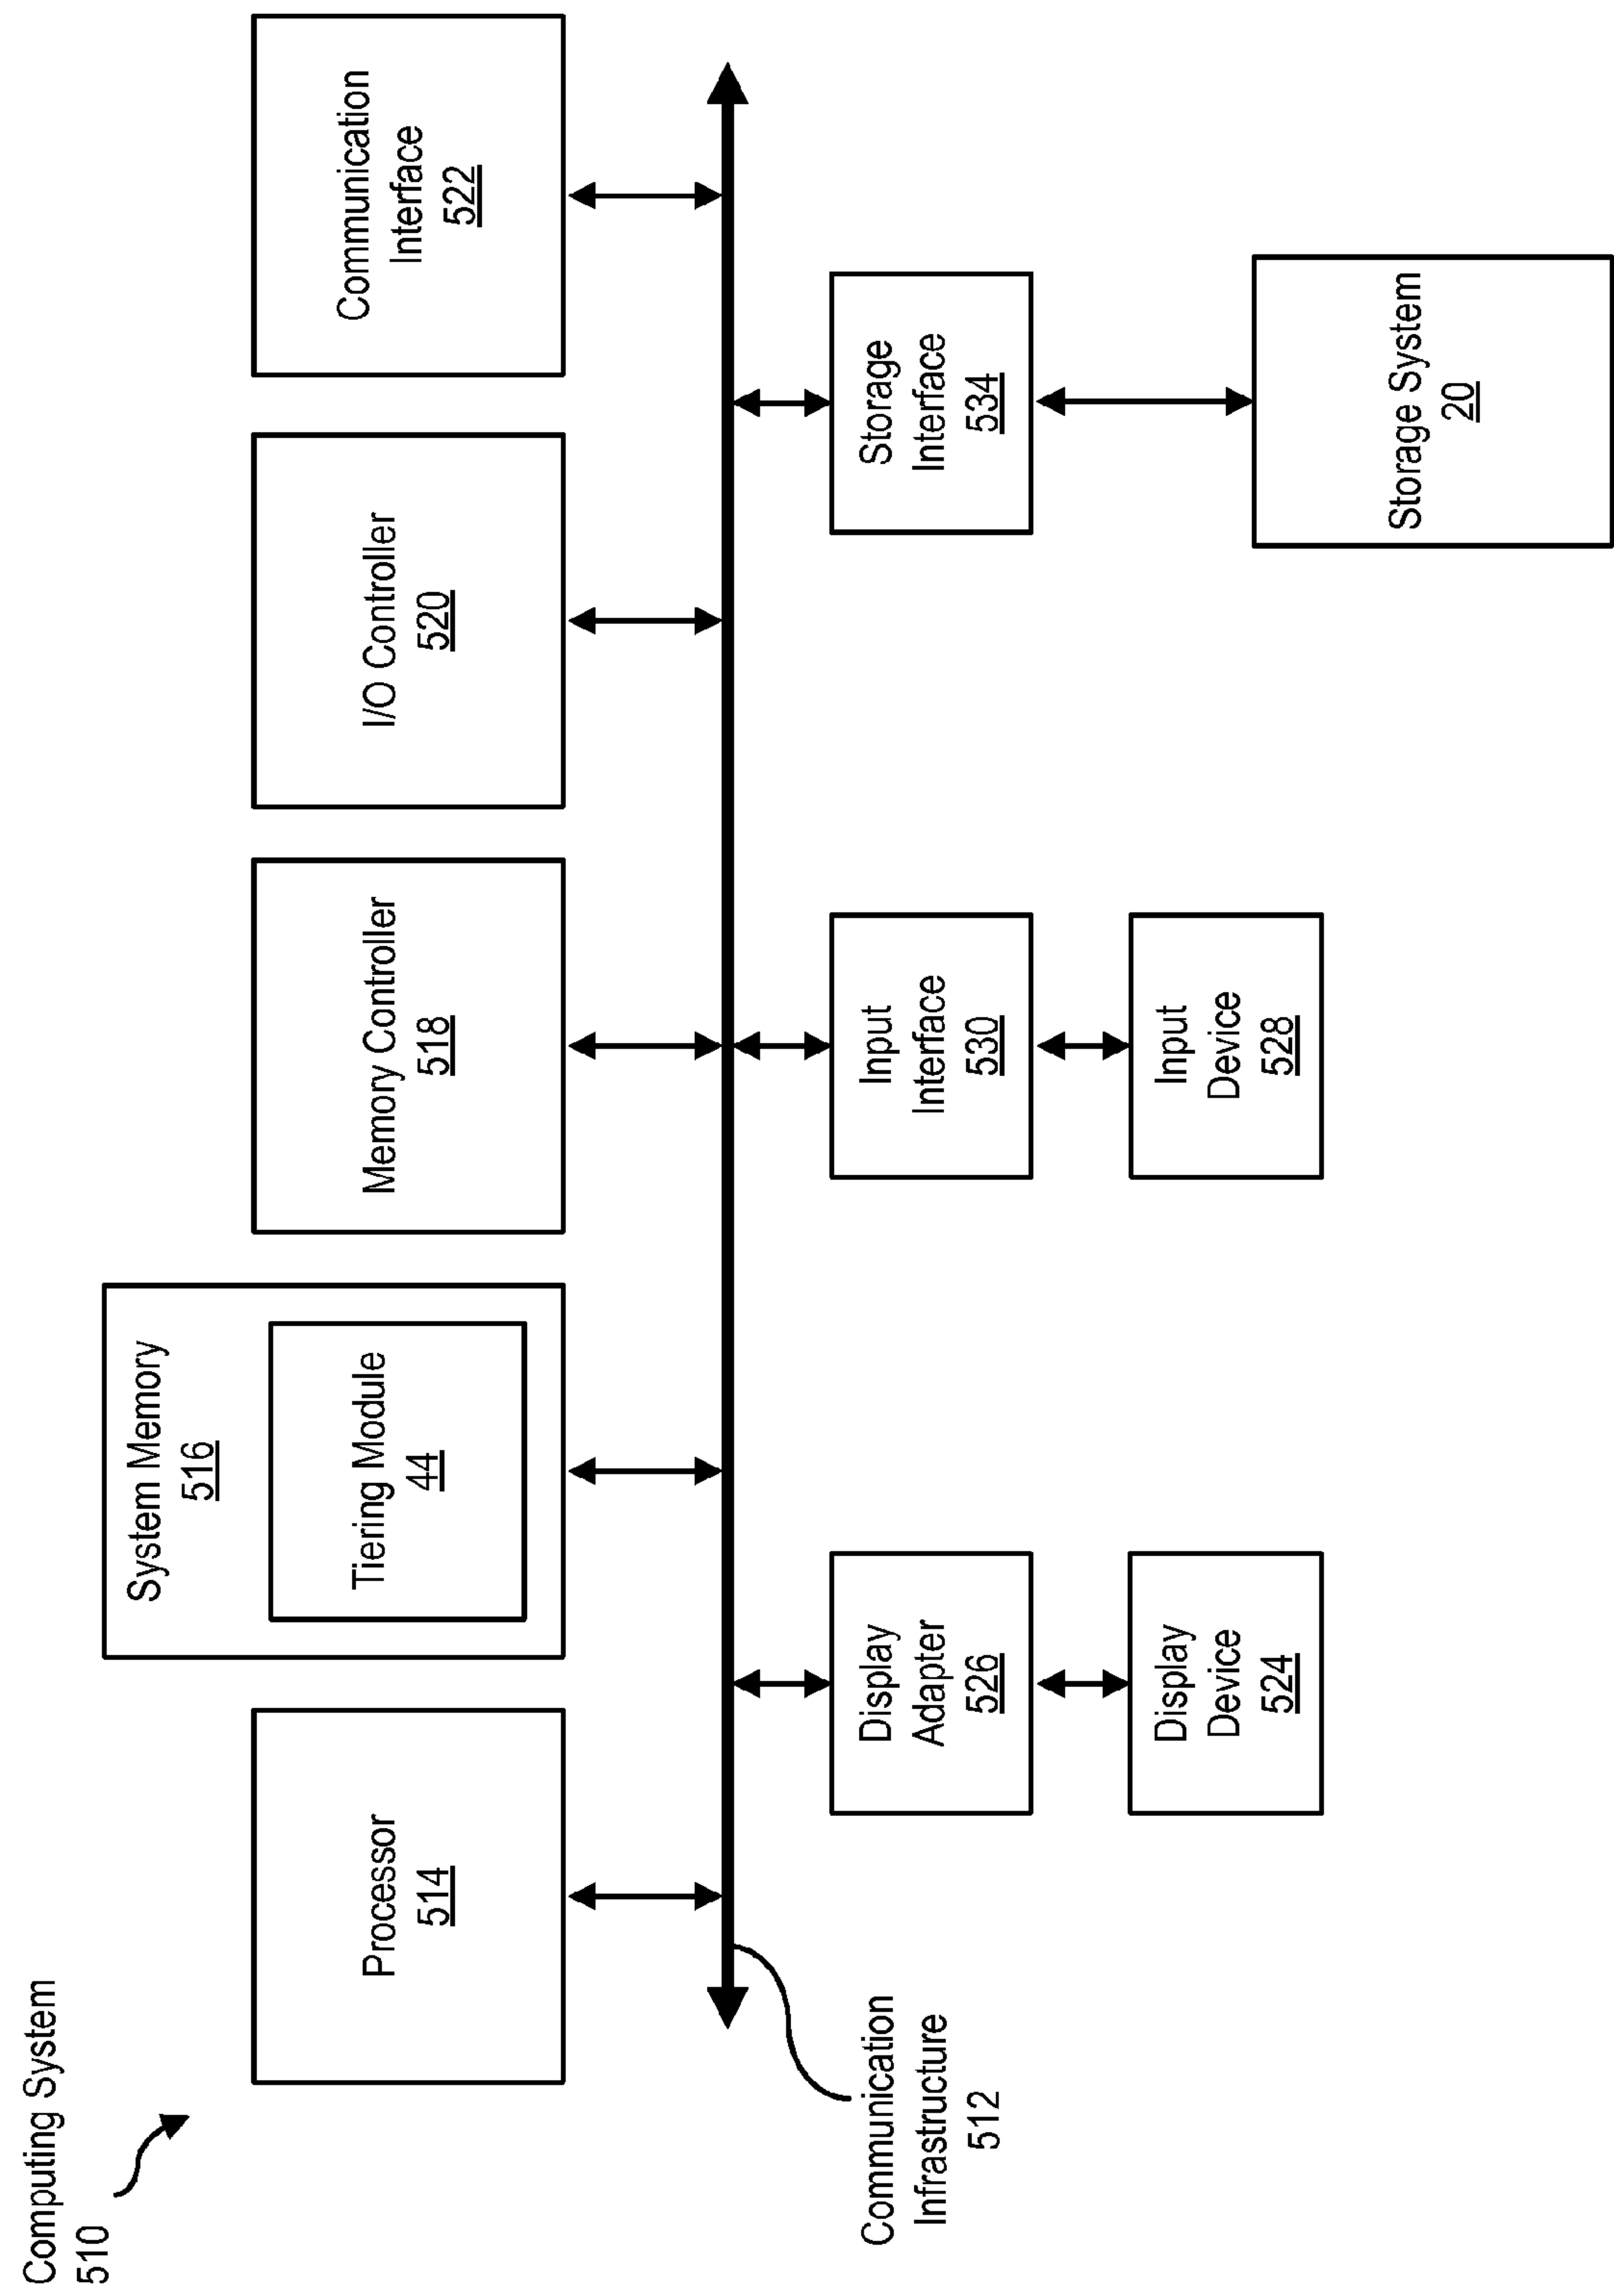 Computing System
510
Processor
514
System Memory
516
Tiering Module
44
Memory Controller
518
I/O Controller
520
Communication
Interface
522
Communication
Infrastructure
512
Display
Adapter
526
Input
Interface
530
Storage
Interface
534
Display
Device
524
Input
Device
528
Storage System
20